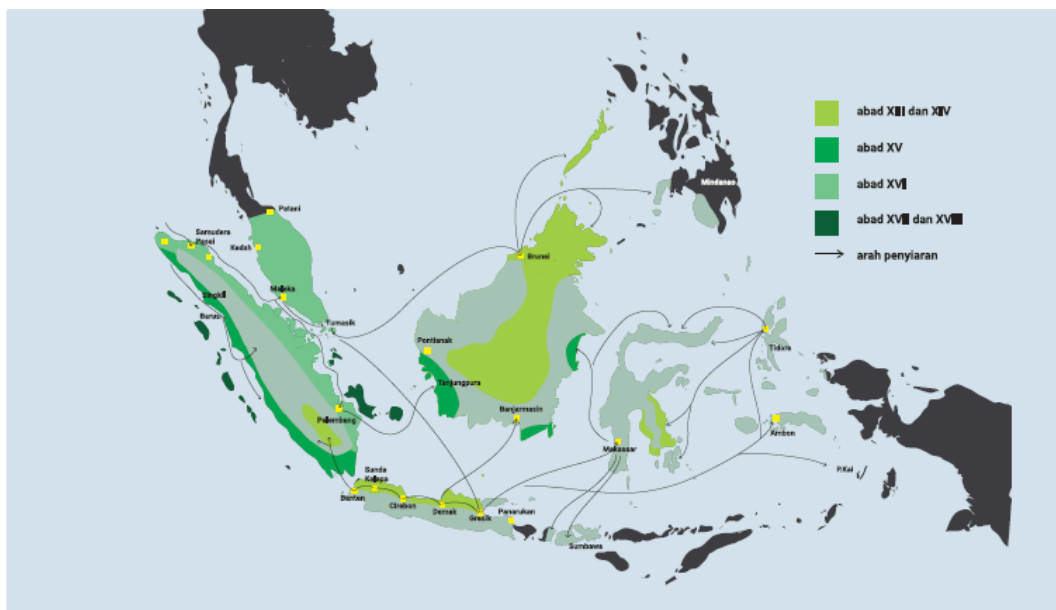 abad XIII dan XIV
abad XV
abad XVI
abad XVII dan XVIII
arah penyiaran
Mindanao
Patani
Samudera
Pasai
Kedah
Malaka
Singkil
Barus
Tumasik
Brunei
Pontianak
Tanjungpura
Palembang
Banjarmasin
Tidore
Ambon
Makassar
P.Kai
Sunda
Kalapa
Banten
Cirebon
Demak
Gresik
Panarukan
Sumbawa